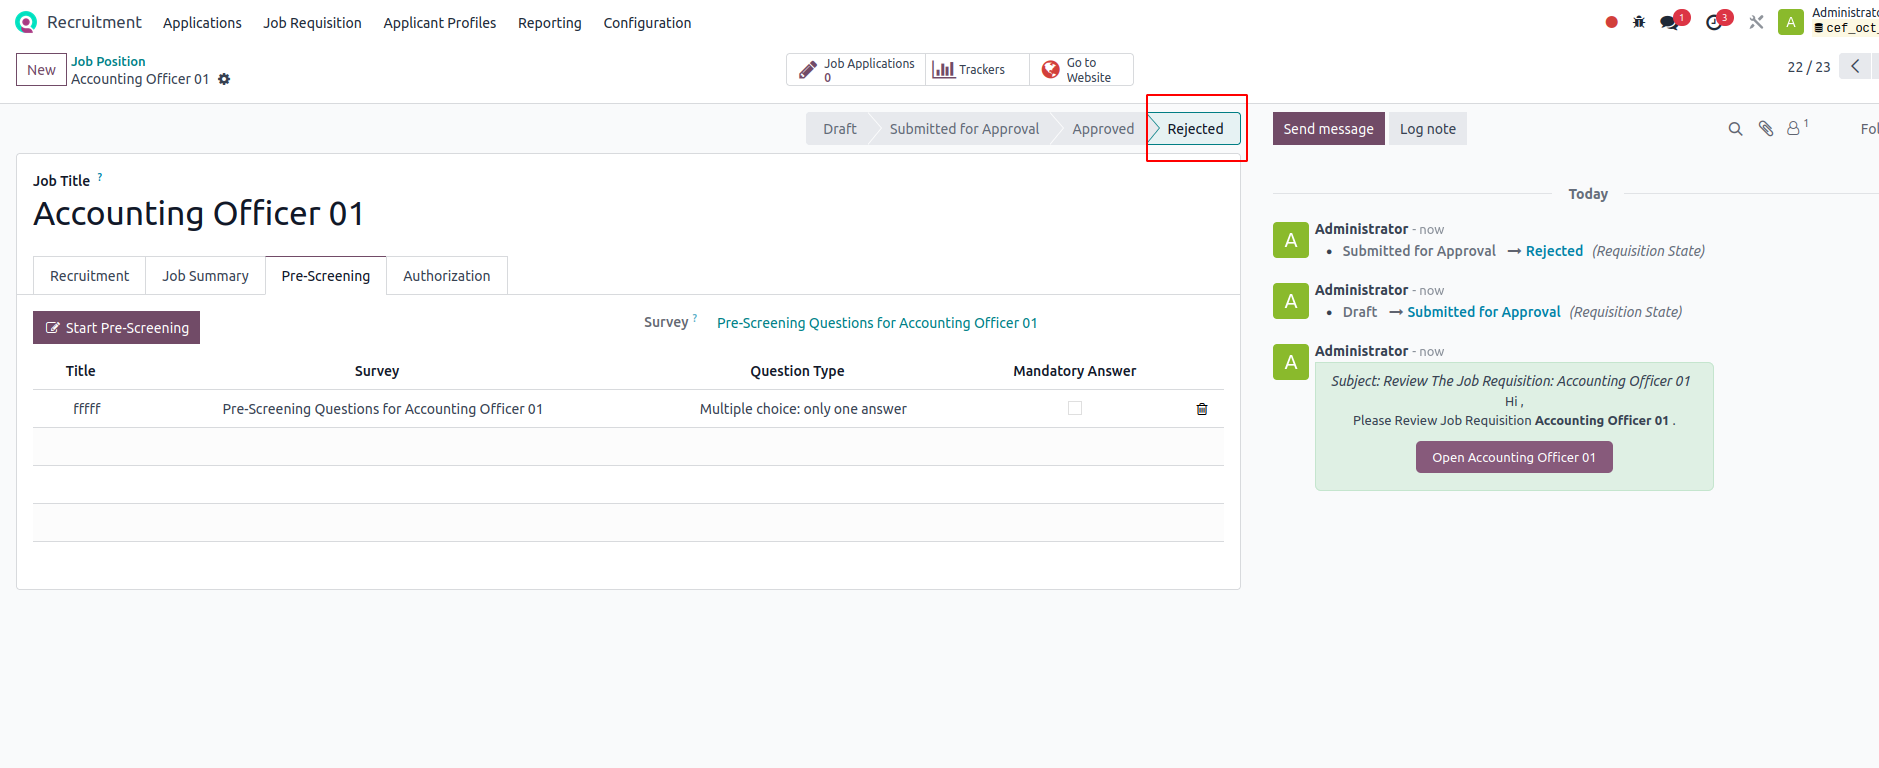 Recruitment Applications Job Requisition Applicant Profiles Reporting Configuration 1 3 A Administrato
cef_oct_
New Job Position
Accounting Officer 01
Job Applications
0
Trackers
Go to
Website
22 / 23
Draft Submitted for Approval Approved Rejected
Send message Log note 1 Fol
Job Title ?
Accounting Officer 01
Recruitment Job Summary Pre-Screening Authorization
Start Pre-Screening
Survey ? Pre-Screening Questions for Accounting Officer 01
Title Survey Question Type Mandatory Answer
fffff Pre-Screening Questions for Accounting Officer 01 Multiple choice: only one answer
Today
A Administrator - now
• Submitted for Approval → Rejected (Requisition State)
A Administrator - now
• Draft → Submitted for Approval (Requisition State)
A Administrator - now
Subject: Review The Job Requisition: Accounting Officer 01
Hi ,
Please Review Job Requisition Accounting Officer 01 .
Open Accounting Officer 01